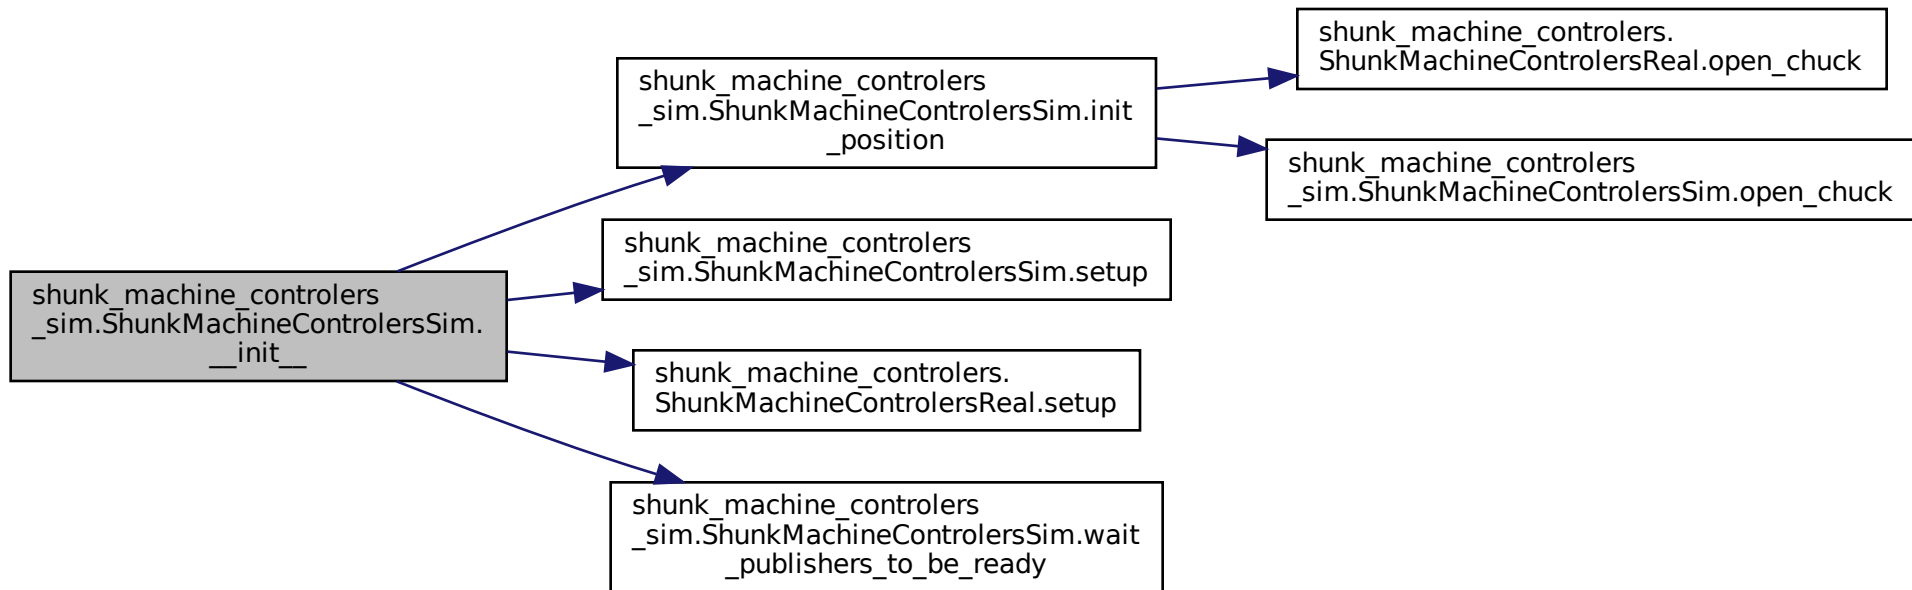 shunk_machine_controlers
_sim.ShunkMachineControlersSim.
__init__
shunk_machine_controlers
_sim.ShunkMachineControlersSim.init
_position
shunk_machine_controlers.
ShunkMachineControlersReal.open_chuck
shunk_machine_controlers
_sim.ShunkMachineControlersSim.open_chuck
shunk_machine_controlers
_sim.ShunkMachineControlersSim.setup
shunk_machine_controlers.
ShunkMachineControlersReal.setup
shunk_machine_controlers
_sim.ShunkMachineControlersSim.wait
_publishers_to_be_ready